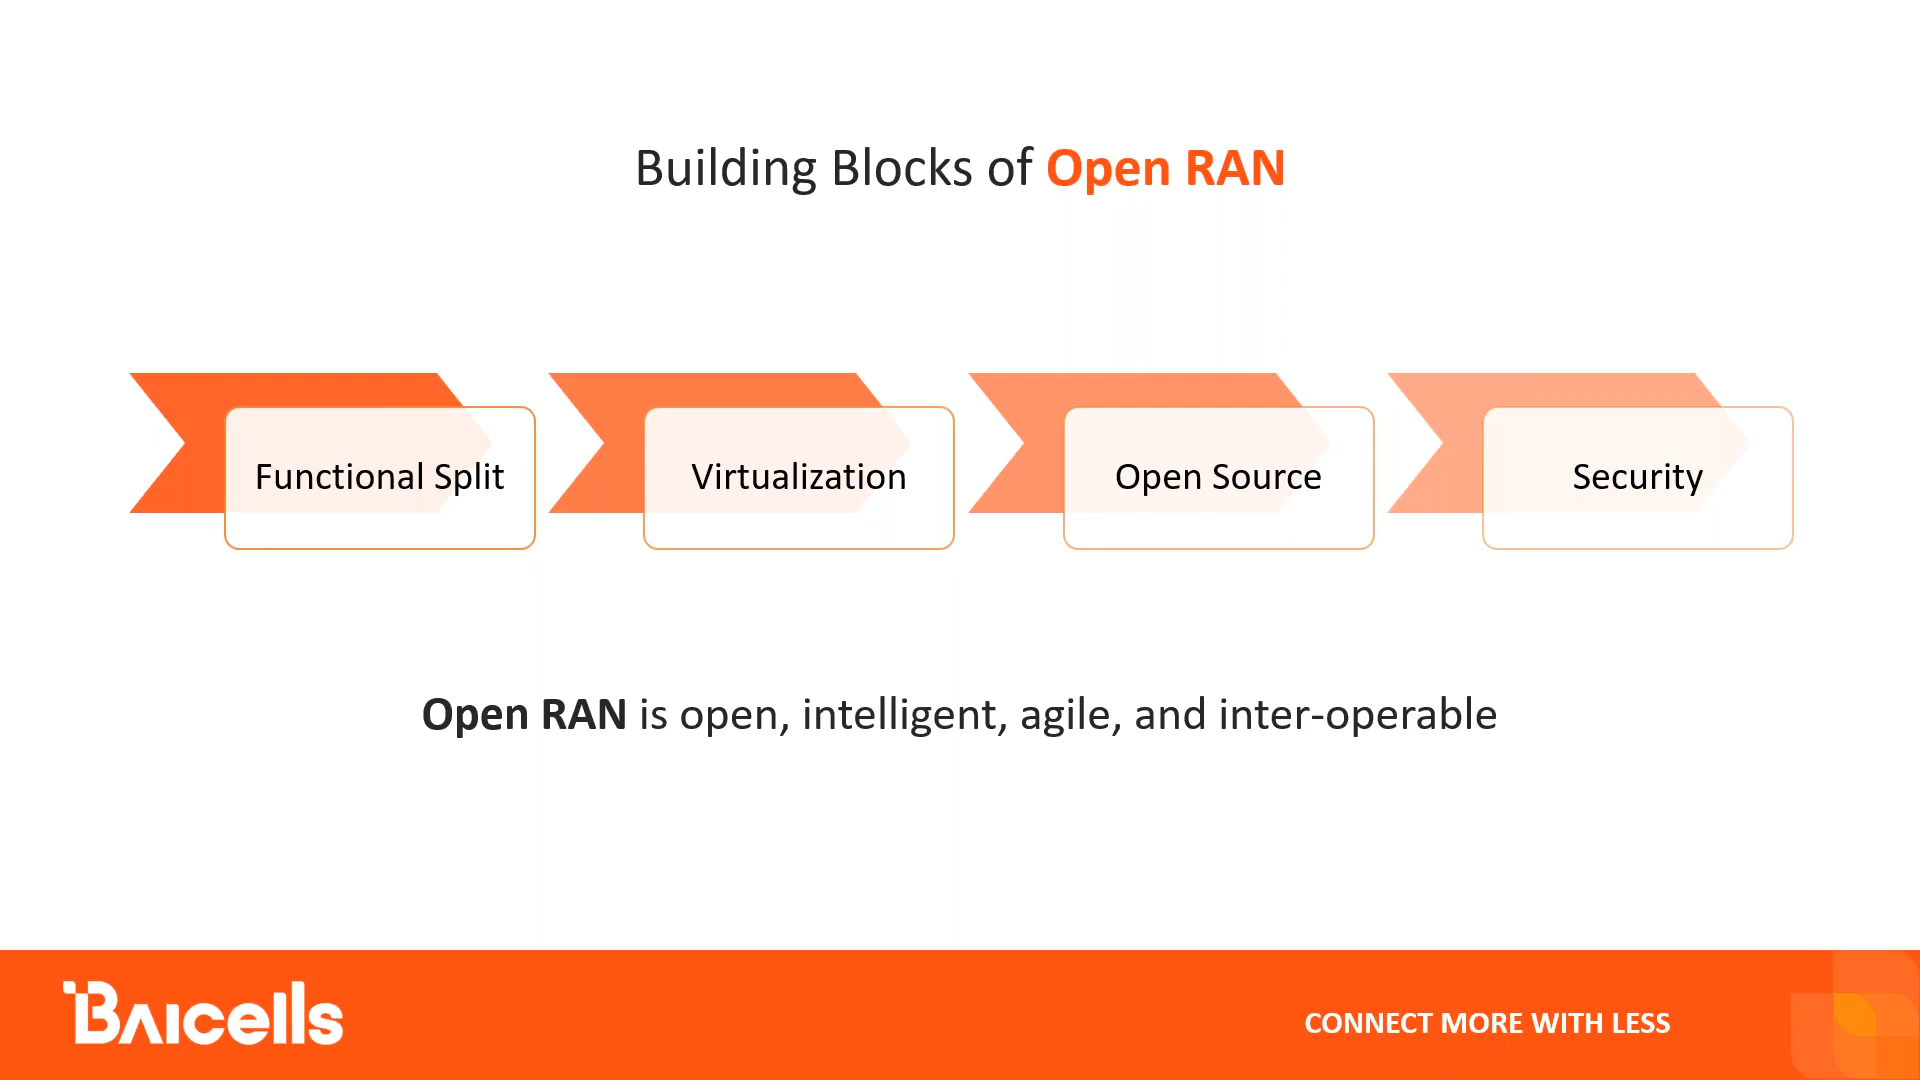 Building Blocks of Open RAN
Functional Split
Virtualization
Open Source
Security
Open RAN is open, intelligent, agile, and inter-operable
BAIcells
CONNECT MORE WITH LESS